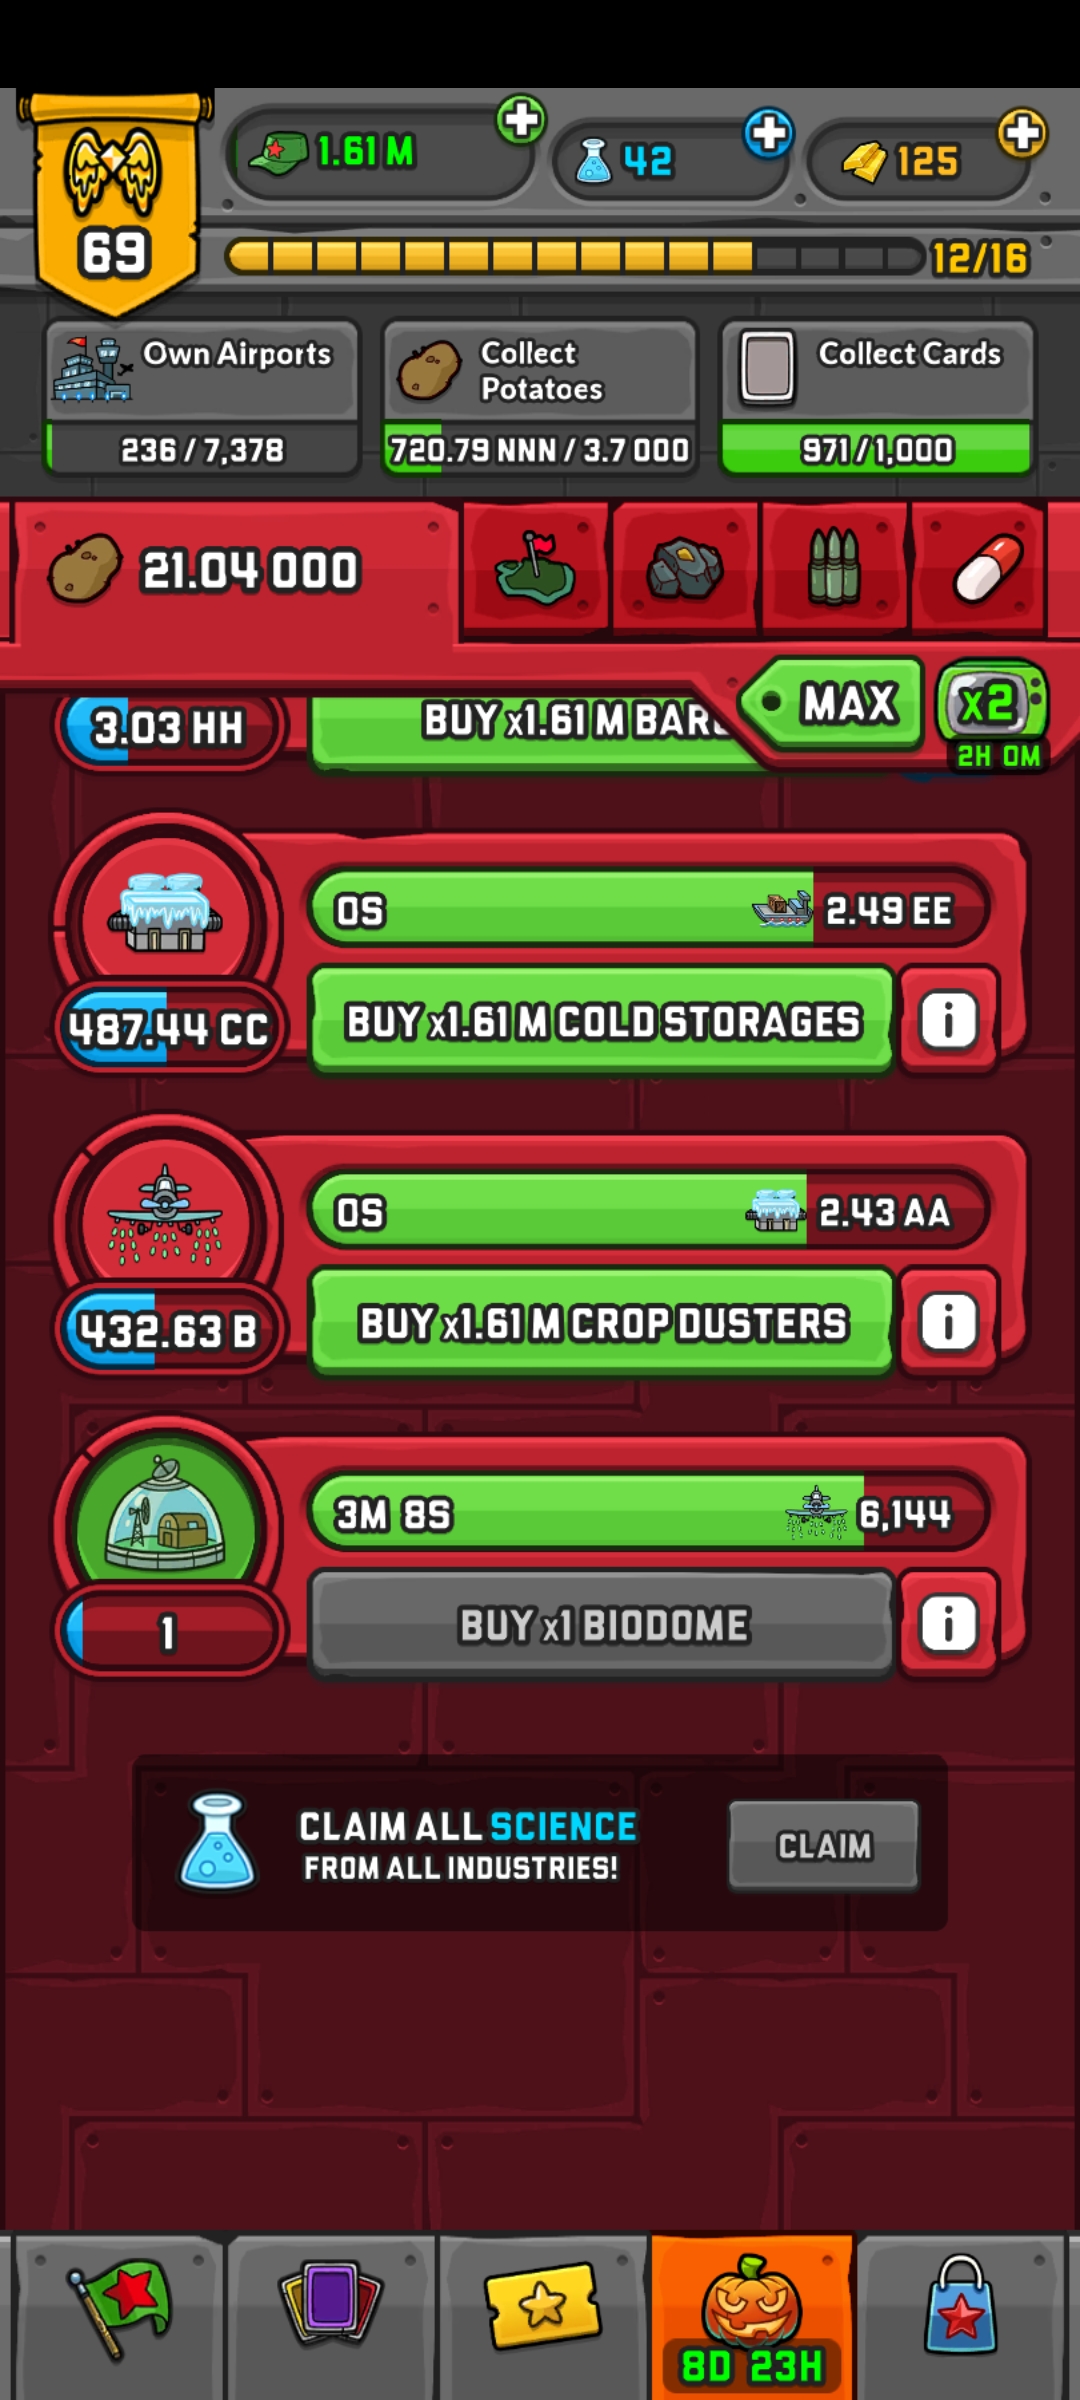 69
1.61 M
42
125
12/16
Own Airports
236 / 7,378
Collect
Potatoes
720.79 NNN / 3.7 OOO
Collect Cards
971 / 1,000
21.04 OOO
MAX
x2
2H 0M
3.03 HH
BUY x1.61 M
0S
2.49 EE
487.44 CC
BUY x1.61 M COLD STORAGES
i
0S
2.43 AA
432.63 B
BUY x1.61 M CROP DUSTERS
i
3M 8S
6,144
1
BUY x1 BIODOME
i
CLAIM ALL SCIENCE
FROM ALL INDUSTRIES!
CLAIM
8D 23H